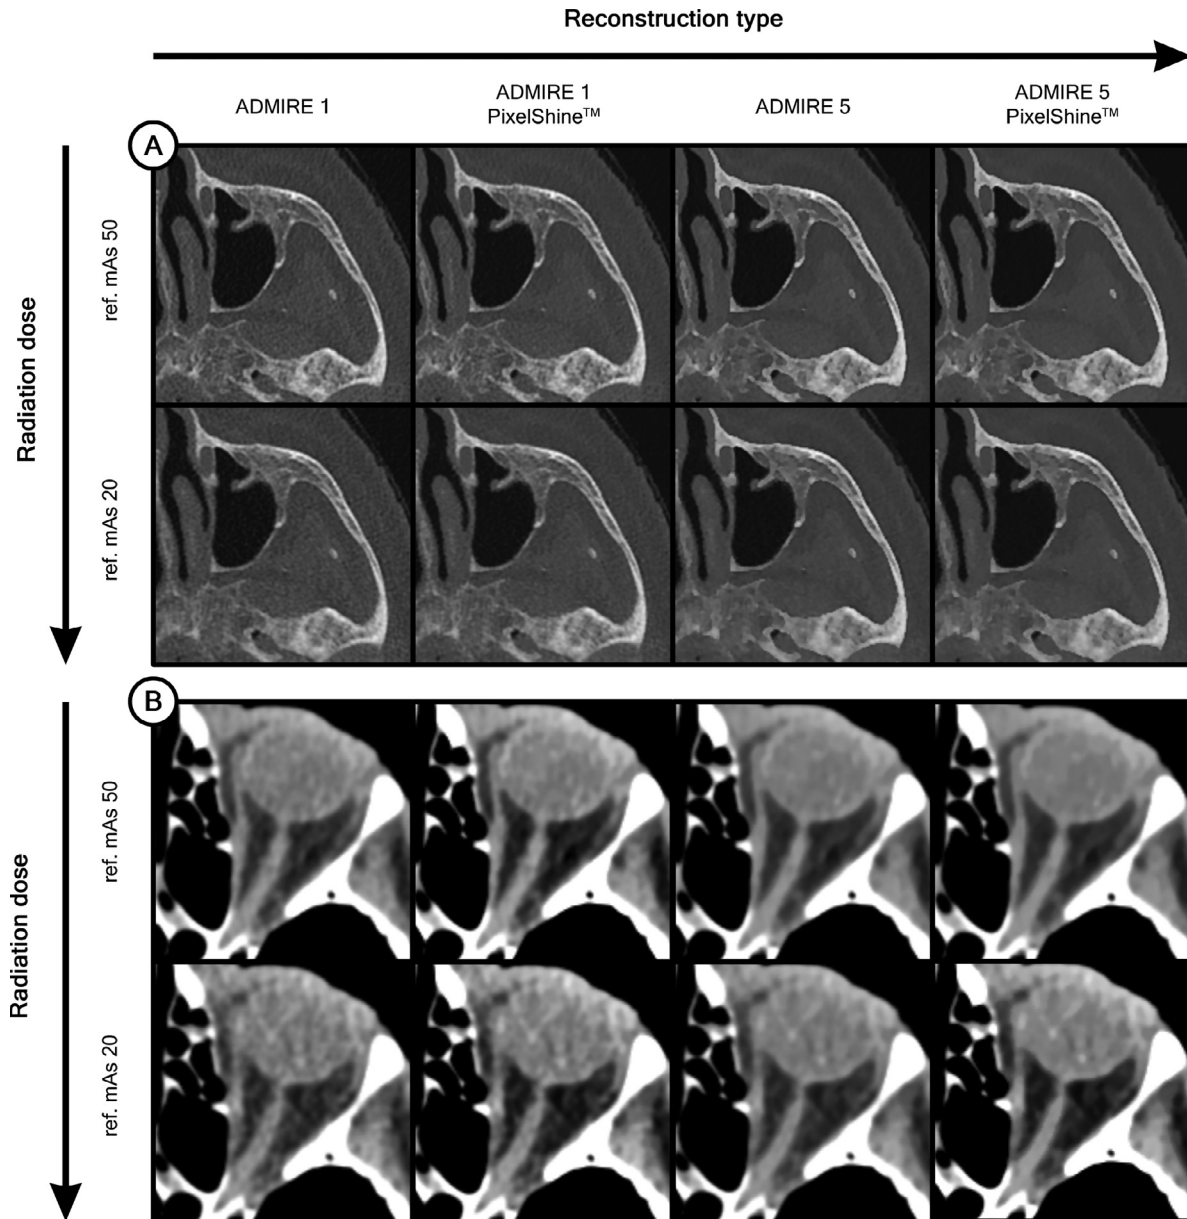 Reconstruction type
ADMIRE 1
ADMIRE 1
PixelShine™
ADMIRE 5
ADMIRE 5
PixelShine™
A
Radiation dose
ref. mAs 50
ref. mAs 20
B
Radiation dose
ref. mAs 50
ref. mAs 20